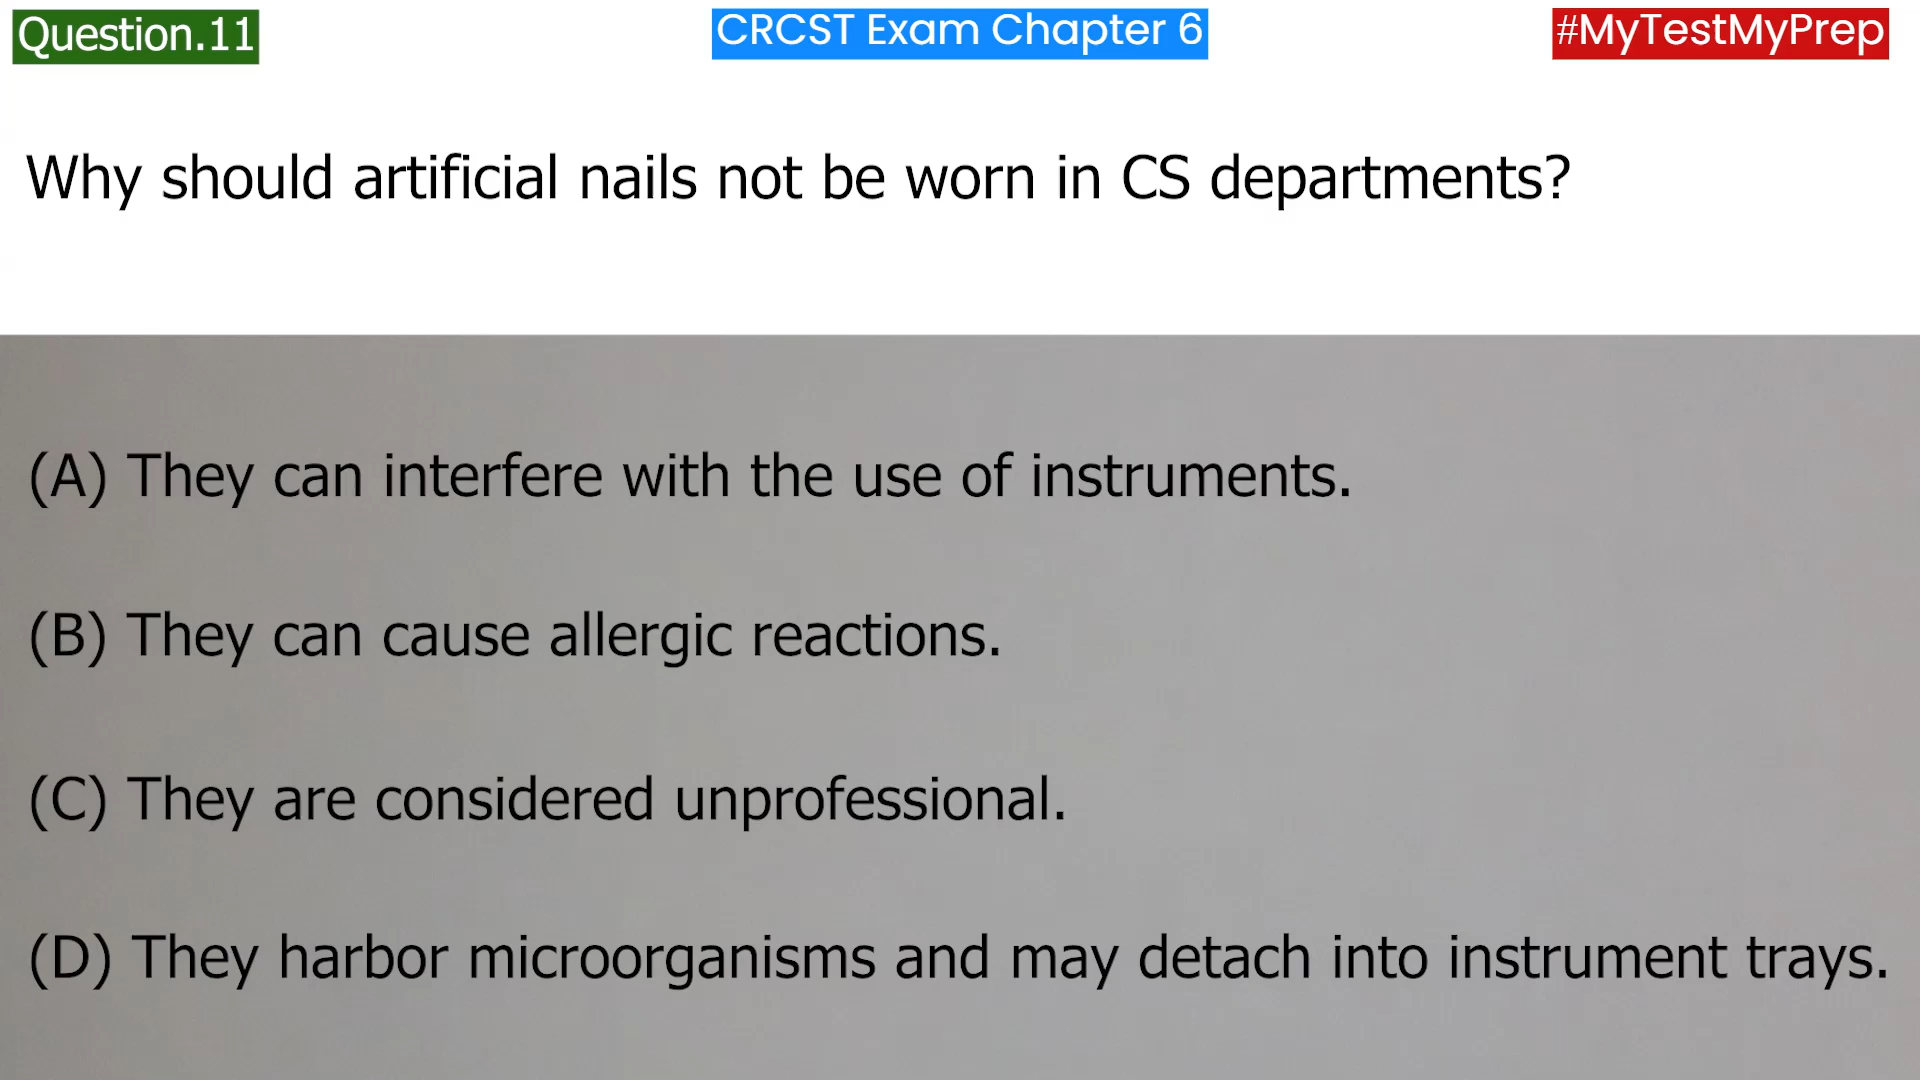 Question.11
CRCST Exam Chapter 6
#MyTestMyPrep
Why should artificial nails not be worn in CS departments?
(A) They can interfere with the use of instruments.
(B) They can cause allergic reactions.
(C) They are considered unprofessional.
(D) They harbor microorganisms and may detach into instrument trays.